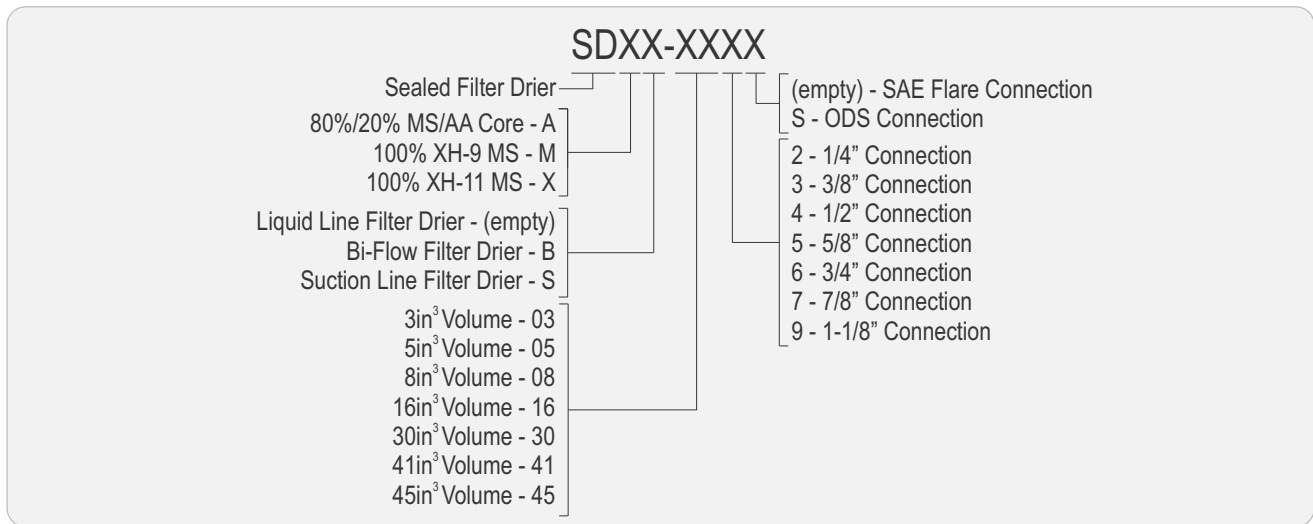 SDXX-XXXX
Sealed Filter Drier
80%/20% MS/AA Core - A
100% XH-9 MS - M
100% XH-11 MS - X
Liquid Line Filter Drier - (empty)
Bi-Flow Filter Drier - B
Suction Line Filter Drier - S
3in³ Volume - 03
5in³ Volume - 05
8in³ Volume - 08
16in³ Volume - 16
30in³ Volume - 30
41in³ Volume - 41
45in³ Volume - 45
(empty) - SAE Flare Connection
S - ODS Connection
2 - 1/4” Connection
3 - 3/8” Connection
4 - 1/2” Connection
5 - 5/8” Connection
6 - 3/4” Connection
7 - 7/8” Connection
9 - 1-1/8” Connection